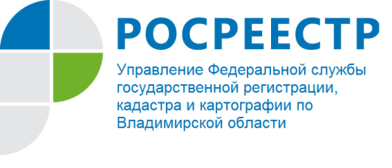 РОСРЕЕСТР
Управление Федеральной службы
государственной регистрации,
кадастра и картографии по
Владимирской области